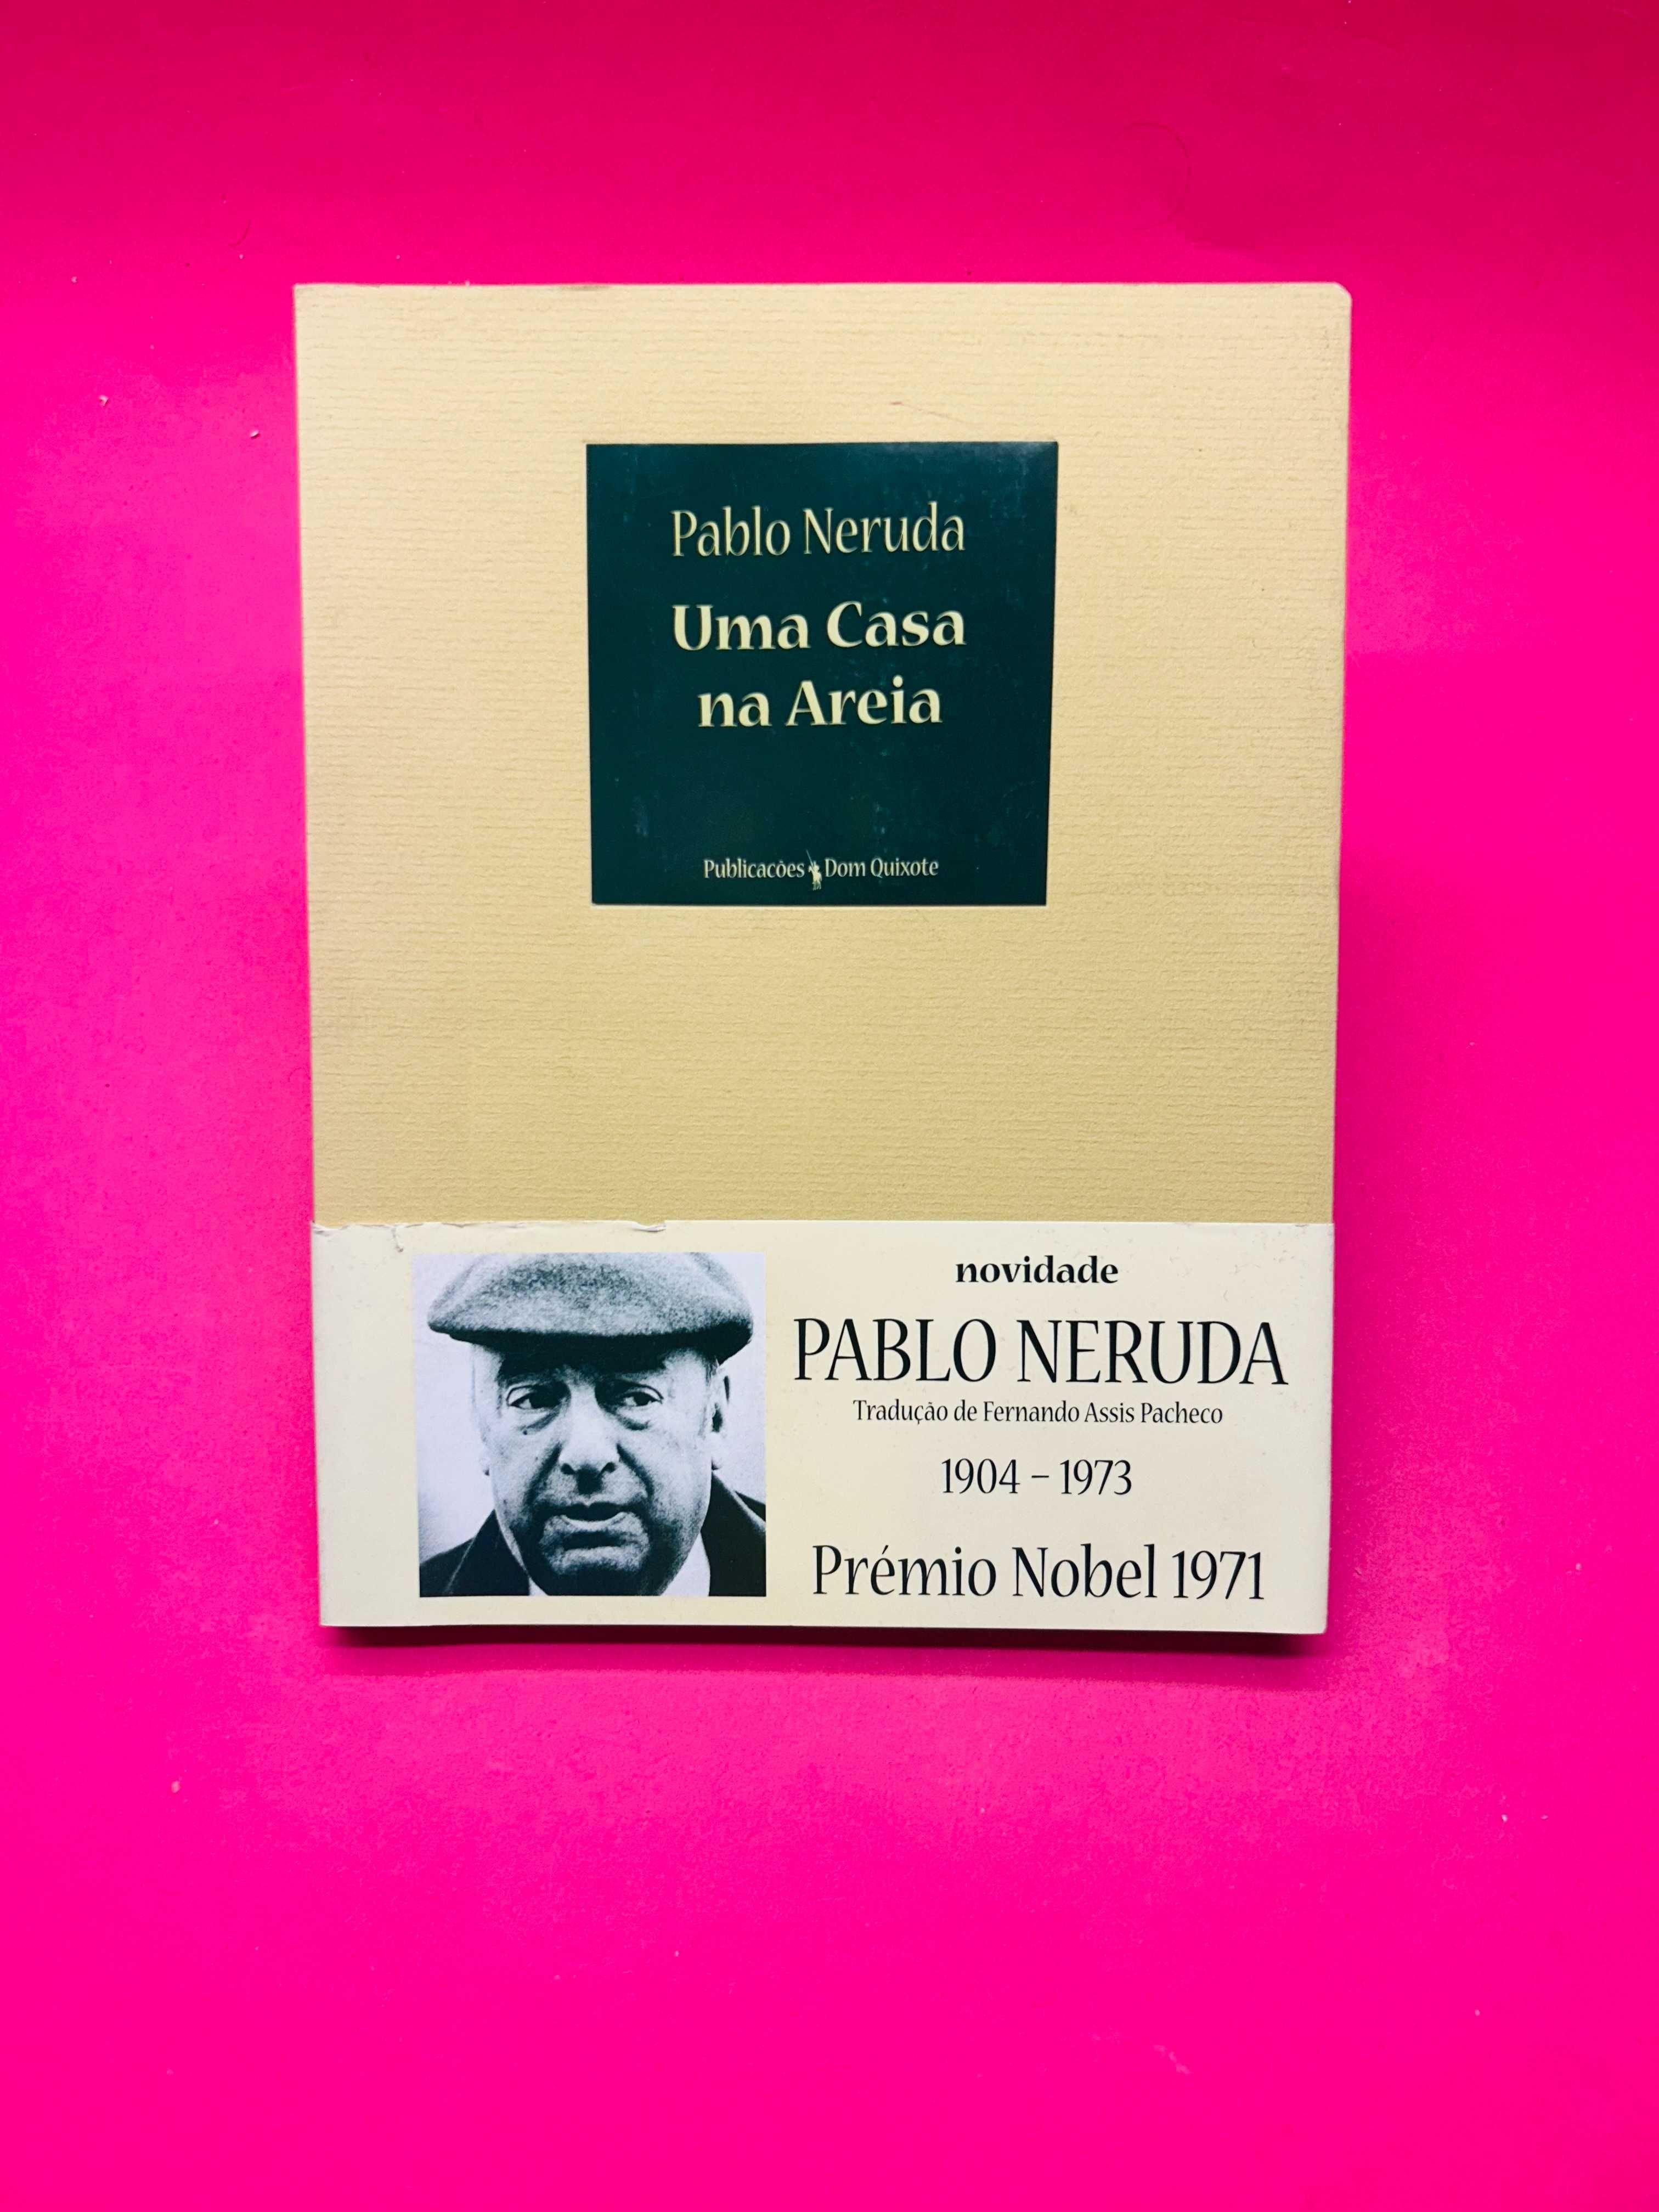 Pablo Neruda
Uma Casa
na Areia
Publicações Dom Quixote
novidade
PABLO NERUDA
Tradução de Fernando Assis Pacheco
1904 – 1973
Prémio Nobel 1971